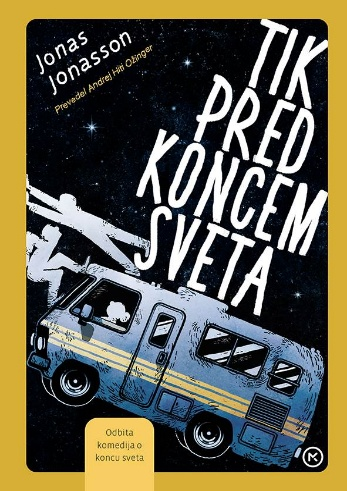 Jonas
Jonasson
Prevedel Andrej Hiti Ožinger
TIK
PRED
KONCEM
SVETA
Odbita
komedija o
koncu sveta